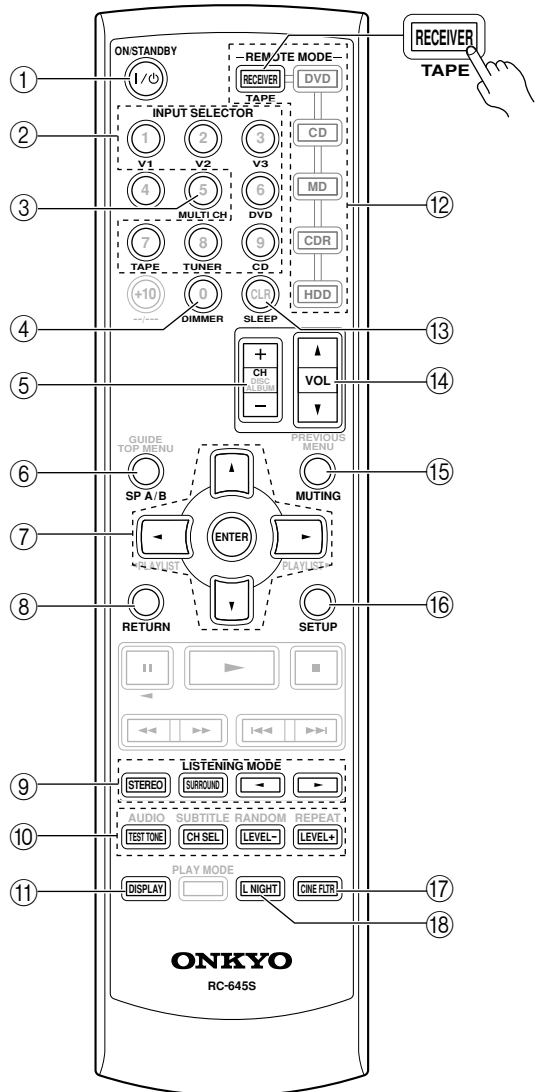 RECEIVER
TAPE
ON/STANDBY
REMOTE MODE
I/⏻
RECEIVER
DVD
TAPE
①
②
INPUT SELECTOR
1 2 3
V1 V2 V3
CD
③
4 5 6
MULTI CH DVD
MD
⑫
7 8 9
TAPE TUNER CD
CDR
+10 0 CLR
--/--- DIMMER SLEEP
HDD
④
⑬
⑤
+
CH
DISC
ALBUM
−
▲
VOL
▼
⑭
GUIDE
TOP MENU
PREVIOUS
MENU
⑥
SP A/B
MUTING
⑮
⑦
▲
◄ ENTER ►
◄PLAYLIST PLAYLIST►
▼
⑧
RETURN
SETUP
⑯
LISTENING MODE
⑨
STEREO SURROUND ◄ ►
AUDIO SUBTITLE RANDOM REPEAT
⑩
TEST TONE CH SEL LEVEL- LEVEL+
PLAY MODE
⑪
DISPLAY L NIGHT CINE FLTR
⑰
⑱
ONKYO
RC-645S